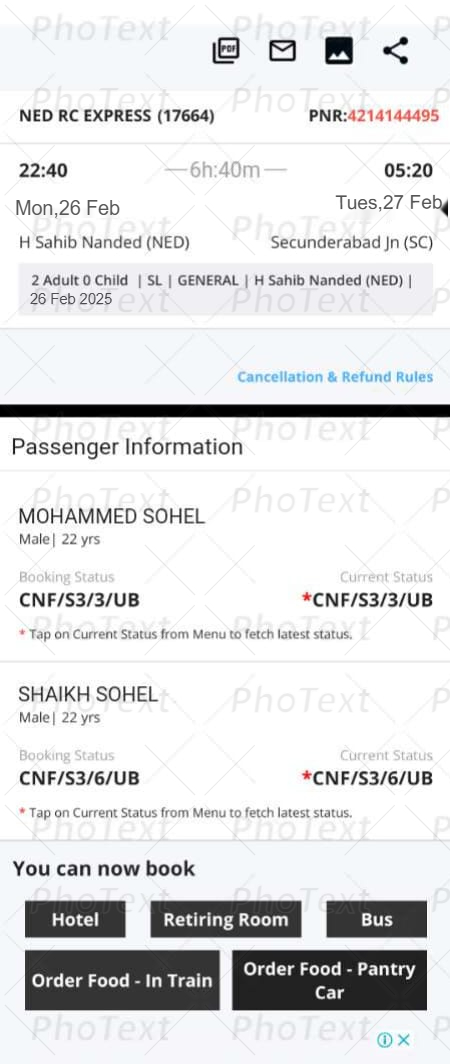 PDF
NED RC EXPRESS (17664) PNR:4214144495
22:40 6h:40m 05:20
Mon,26 Feb Tues,27 Feb
H Sahib Nanded (NED) Secunderabad Jn (SC)
2 Adult 0 Child | SL | GENERAL | H Sahib Nanded (NED) |
26 Feb 2025
Cancellation & Refund Rules
Passenger Information
MOHAMMED SOHEL
Male| 22 yrs
Booking Status Current Status
CNF/S3/3/UB *CNF/S3/3/UB
* Tap on Current Status from Menu to fetch latest status.
SHAIKH SOHEL
Male| 22 yrs
Booking Status Current Status
CNF/S3/6/UB *CNF/S3/6/UB
* Tap on Current Status from Menu to fetch latest status.
You can now book
Hotel Retiring Room Bus
Order Food - In Train Order Food - Pantry
Car
PhoText